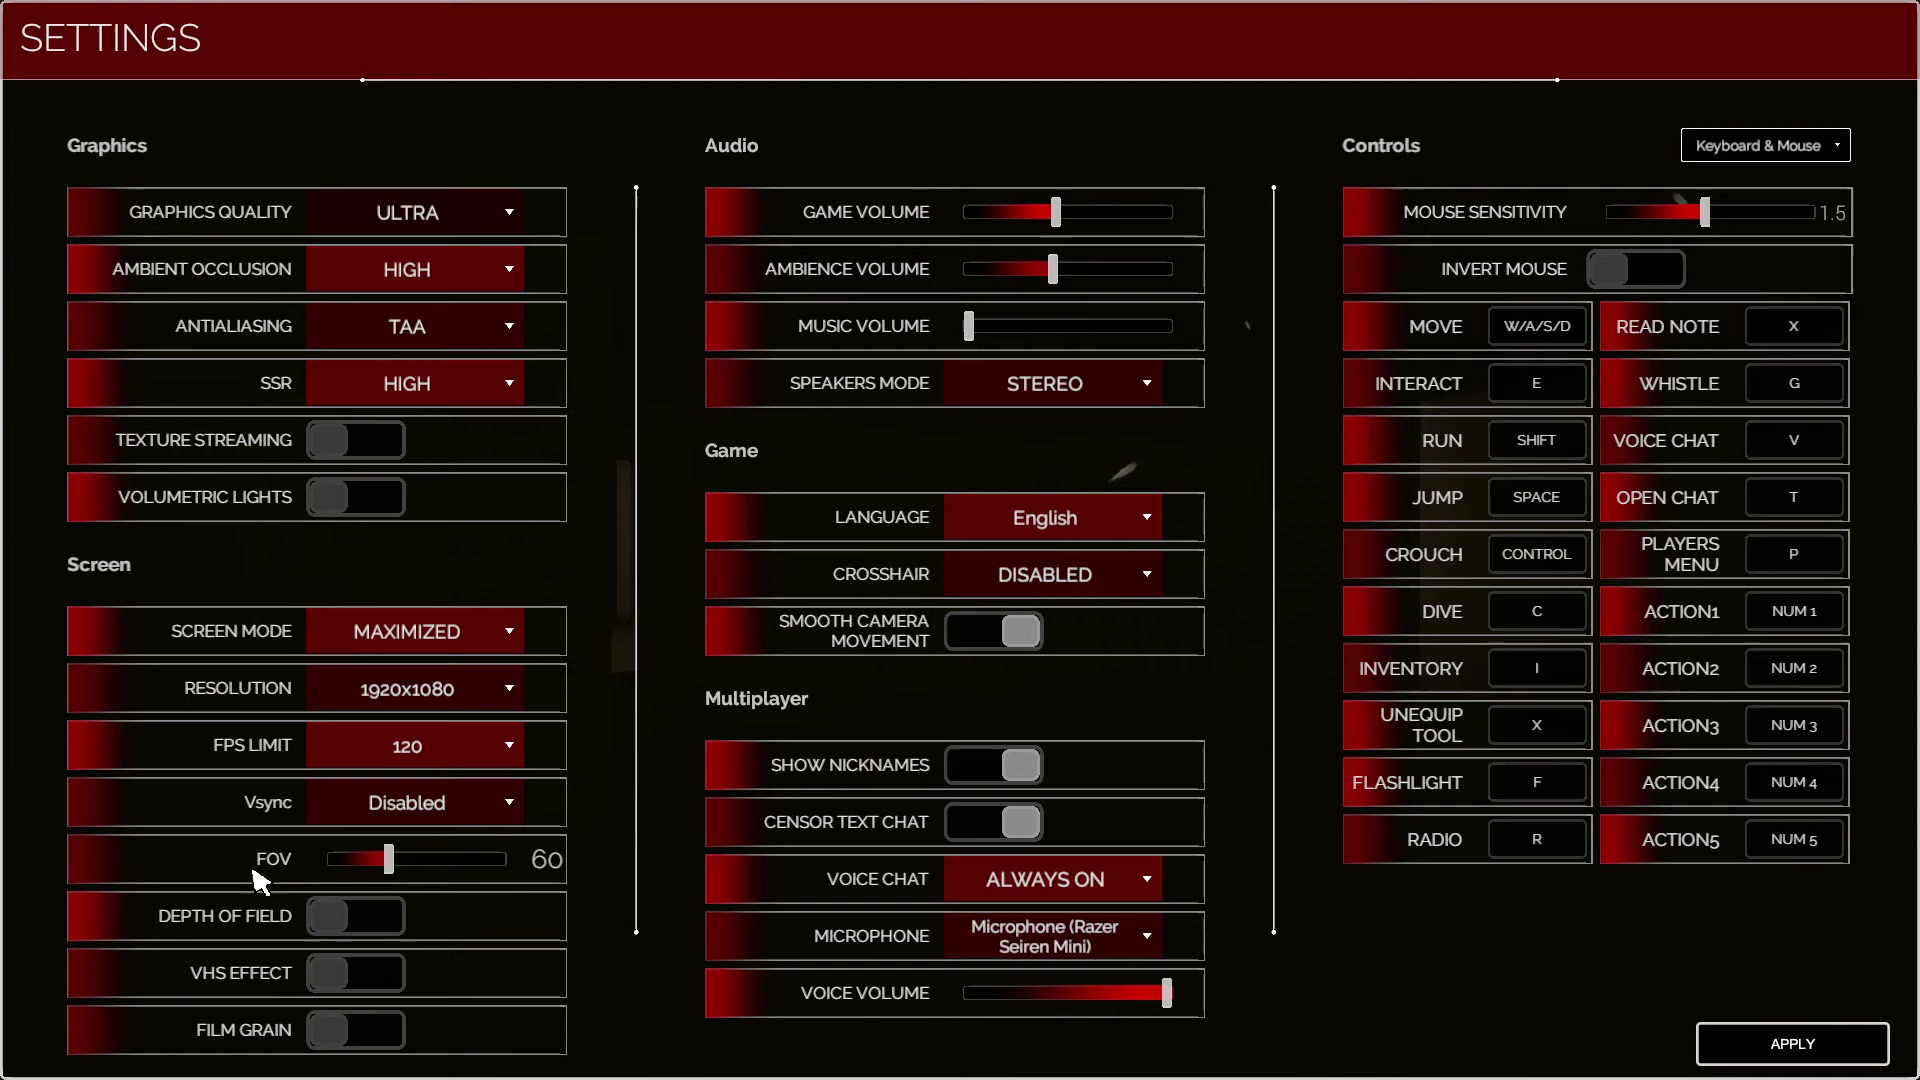 SETTINGS
Graphics
GRAPHICS QUALITY ULTRA
AMBIENT OCCLUSION HIGH
ANTIALIASING TAA
SSR HIGH
TEXTURE STREAMING
VOLUMETRIC LIGHTS
Screen
SCREEN MODE MAXIMIZED
RESOLUTION 1920x1080
FPS LIMIT 120
Vsync Disabled
FOV 60
DEPTH OF FIELD
VHS EFFECT
FILM GRAIN
Audio
GAME VOLUME
AMBIENCE VOLUME
MUSIC VOLUME
SPEAKERS MODE STEREO
Game
LANGUAGE English
CROSSHAIR DISABLED
SMOOTH CAMERA
MOVEMENT
Multiplayer
SHOW NICKNAMES
CENSOR TEXT CHAT
VOICE CHAT ALWAYS ON
MICROPHONE Microphone (Razer
Seiren Mini)
VOICE VOLUME
Controls Keyboard & Mouse
MOUSE SENSITIVITY 1.5
INVERT MOUSE
MOVE W/A/S/D READ NOTE X
INTERACT E WHISTLE G
RUN SHIFT VOICE CHAT V
JUMP SPACE OPEN CHAT T
CROUCH CONTROL PLAYERS
MENU P
DIVE C ACTION1 NUM 1
INVENTORY I ACTION2 NUM 2
UNEQUIP
TOOL X ACTION3 NUM 3
FLASHLIGHT F ACTION4 NUM 4
RADIO R ACTION5 NUM 5
APPLY